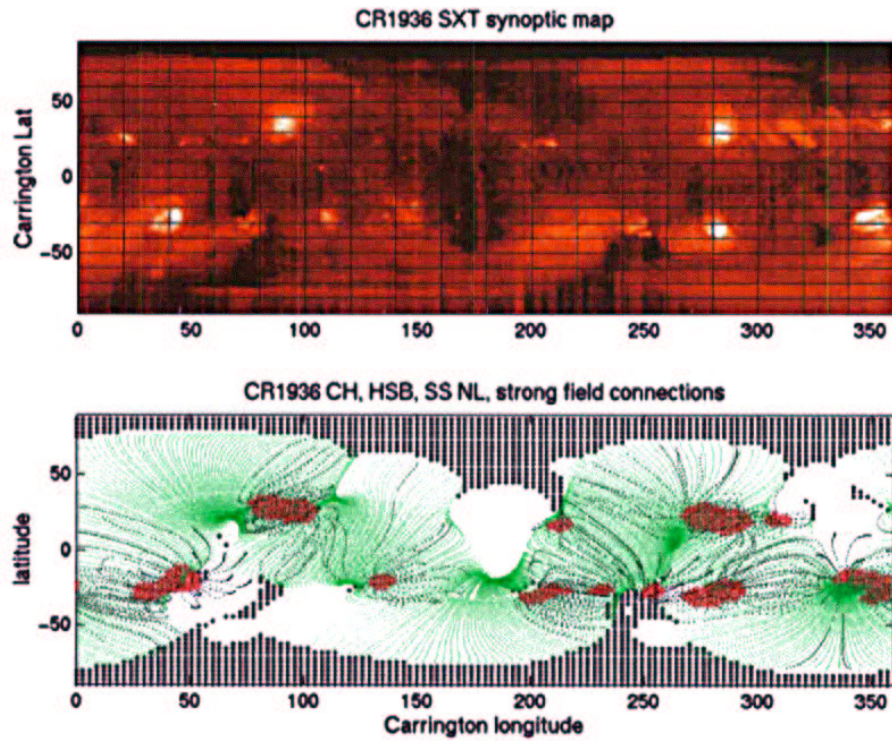 CR1936 SXT synoptic map
Carrington Lat
50
0
−50
0 50 100 150 200 250 300 350
CR1936 CH, HSB, SS NL, strong field connections
latitude
50
0
−50
0 50 100 150 200 250 300 350
Carrington longitude